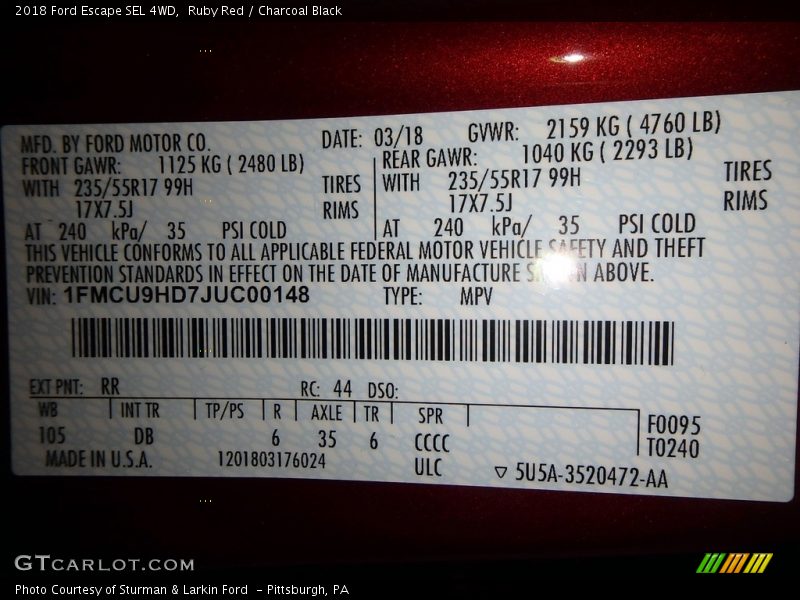 2018 Ford Escape SEL 4WD,  Ruby Red / Charcoal Black
MFD. BY FORD MOTOR CO. DATE: 03/18 GVWR: 2159 KG ( 4760 LB)
FRONT GAWR: 1125 KG ( 2480 LB) REAR GAWR: 1040 KG ( 2293 LB)
WITH 235/55R17 99H TIRES WITH 235/55R17 99H TIRES
17X7.5J RIMS 17X7.5J RIMS
AT 240 kPa/ 35 PSI COLD AT 240 kPa/ 35 PSI COLD
THIS VEHICLE CONFORMS TO ALL APPLICABLE FEDERAL MOTOR VEHICLE SAFETY AND THEFT
PREVENTION STANDARDS IN EFFECT ON THE DATE OF MANUFACTURE ABOVE.
VIN: 1FMCU9HD7JUC00148 TYPE: MPV
EXT PNT: RR RC: 44 DSO:
WB INT TR TP/PS R AXLE TR SPR F0095
105 DB 6 35 6 CCCC T0240
MADE IN U.S.A. 1201803176024 ULC 5U5A-3520472-AA
GTCARLOT.COM
Photo Courtesy of Sturman & Larkin Ford  - Pittsburgh, PA